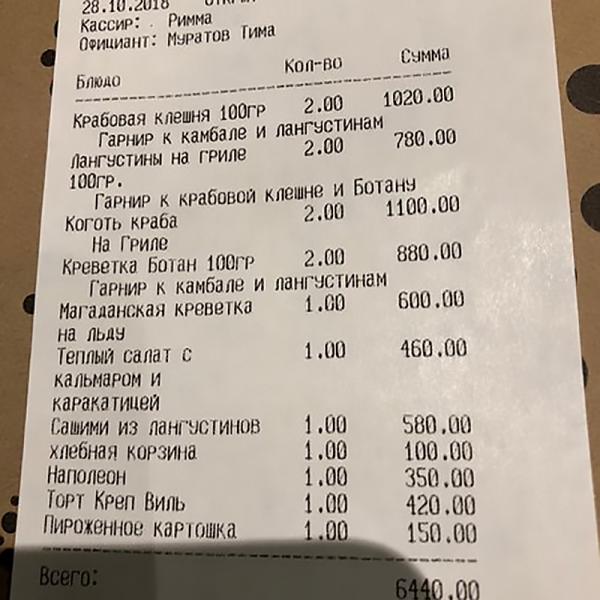 28.10.2018
Кассир: Римма
Официант: Муратов Тима
Блюдо Кол-во Сумма
Крабовая клешня 100гр 2.00 1020.00
Гарнир к камбале и лангустинам
Лангустины на гриле 2.00 780.00
100гр.
Гарнир к крабовой клешне и Ботану
Коготь краба 2.00 1100.00
На Гриле
Креветка Ботан 100гр 2.00 880.00
Гарнир к камбале и лангустинам
Магаданская креветка 1.00 600.00
на льду
Теплый салат с 1.00 460.00
кальмаром и
каракатицей
Сашими из лангустинов 1.00 580.00
хлебная корзина 1.00 100.00
Наполеон 1.00 350.00
Торт Креп Виль 1.00 420.00
Пироженное картошка 1.00 150.00
Всего: 6440.00